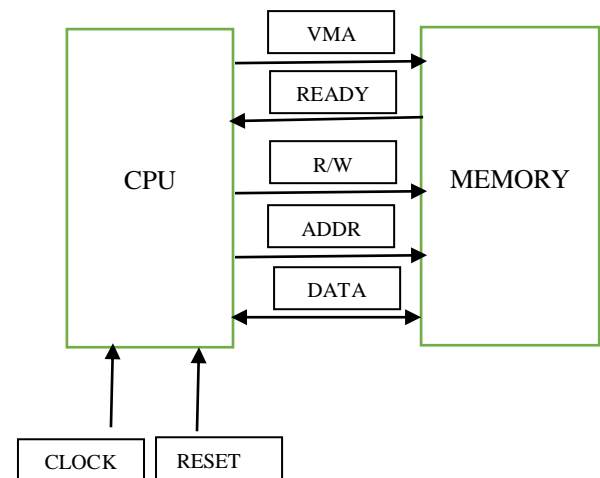 VMA
READY
R/W
CPU
MEMORY
ADDR
DATA
CLOCK
RESET